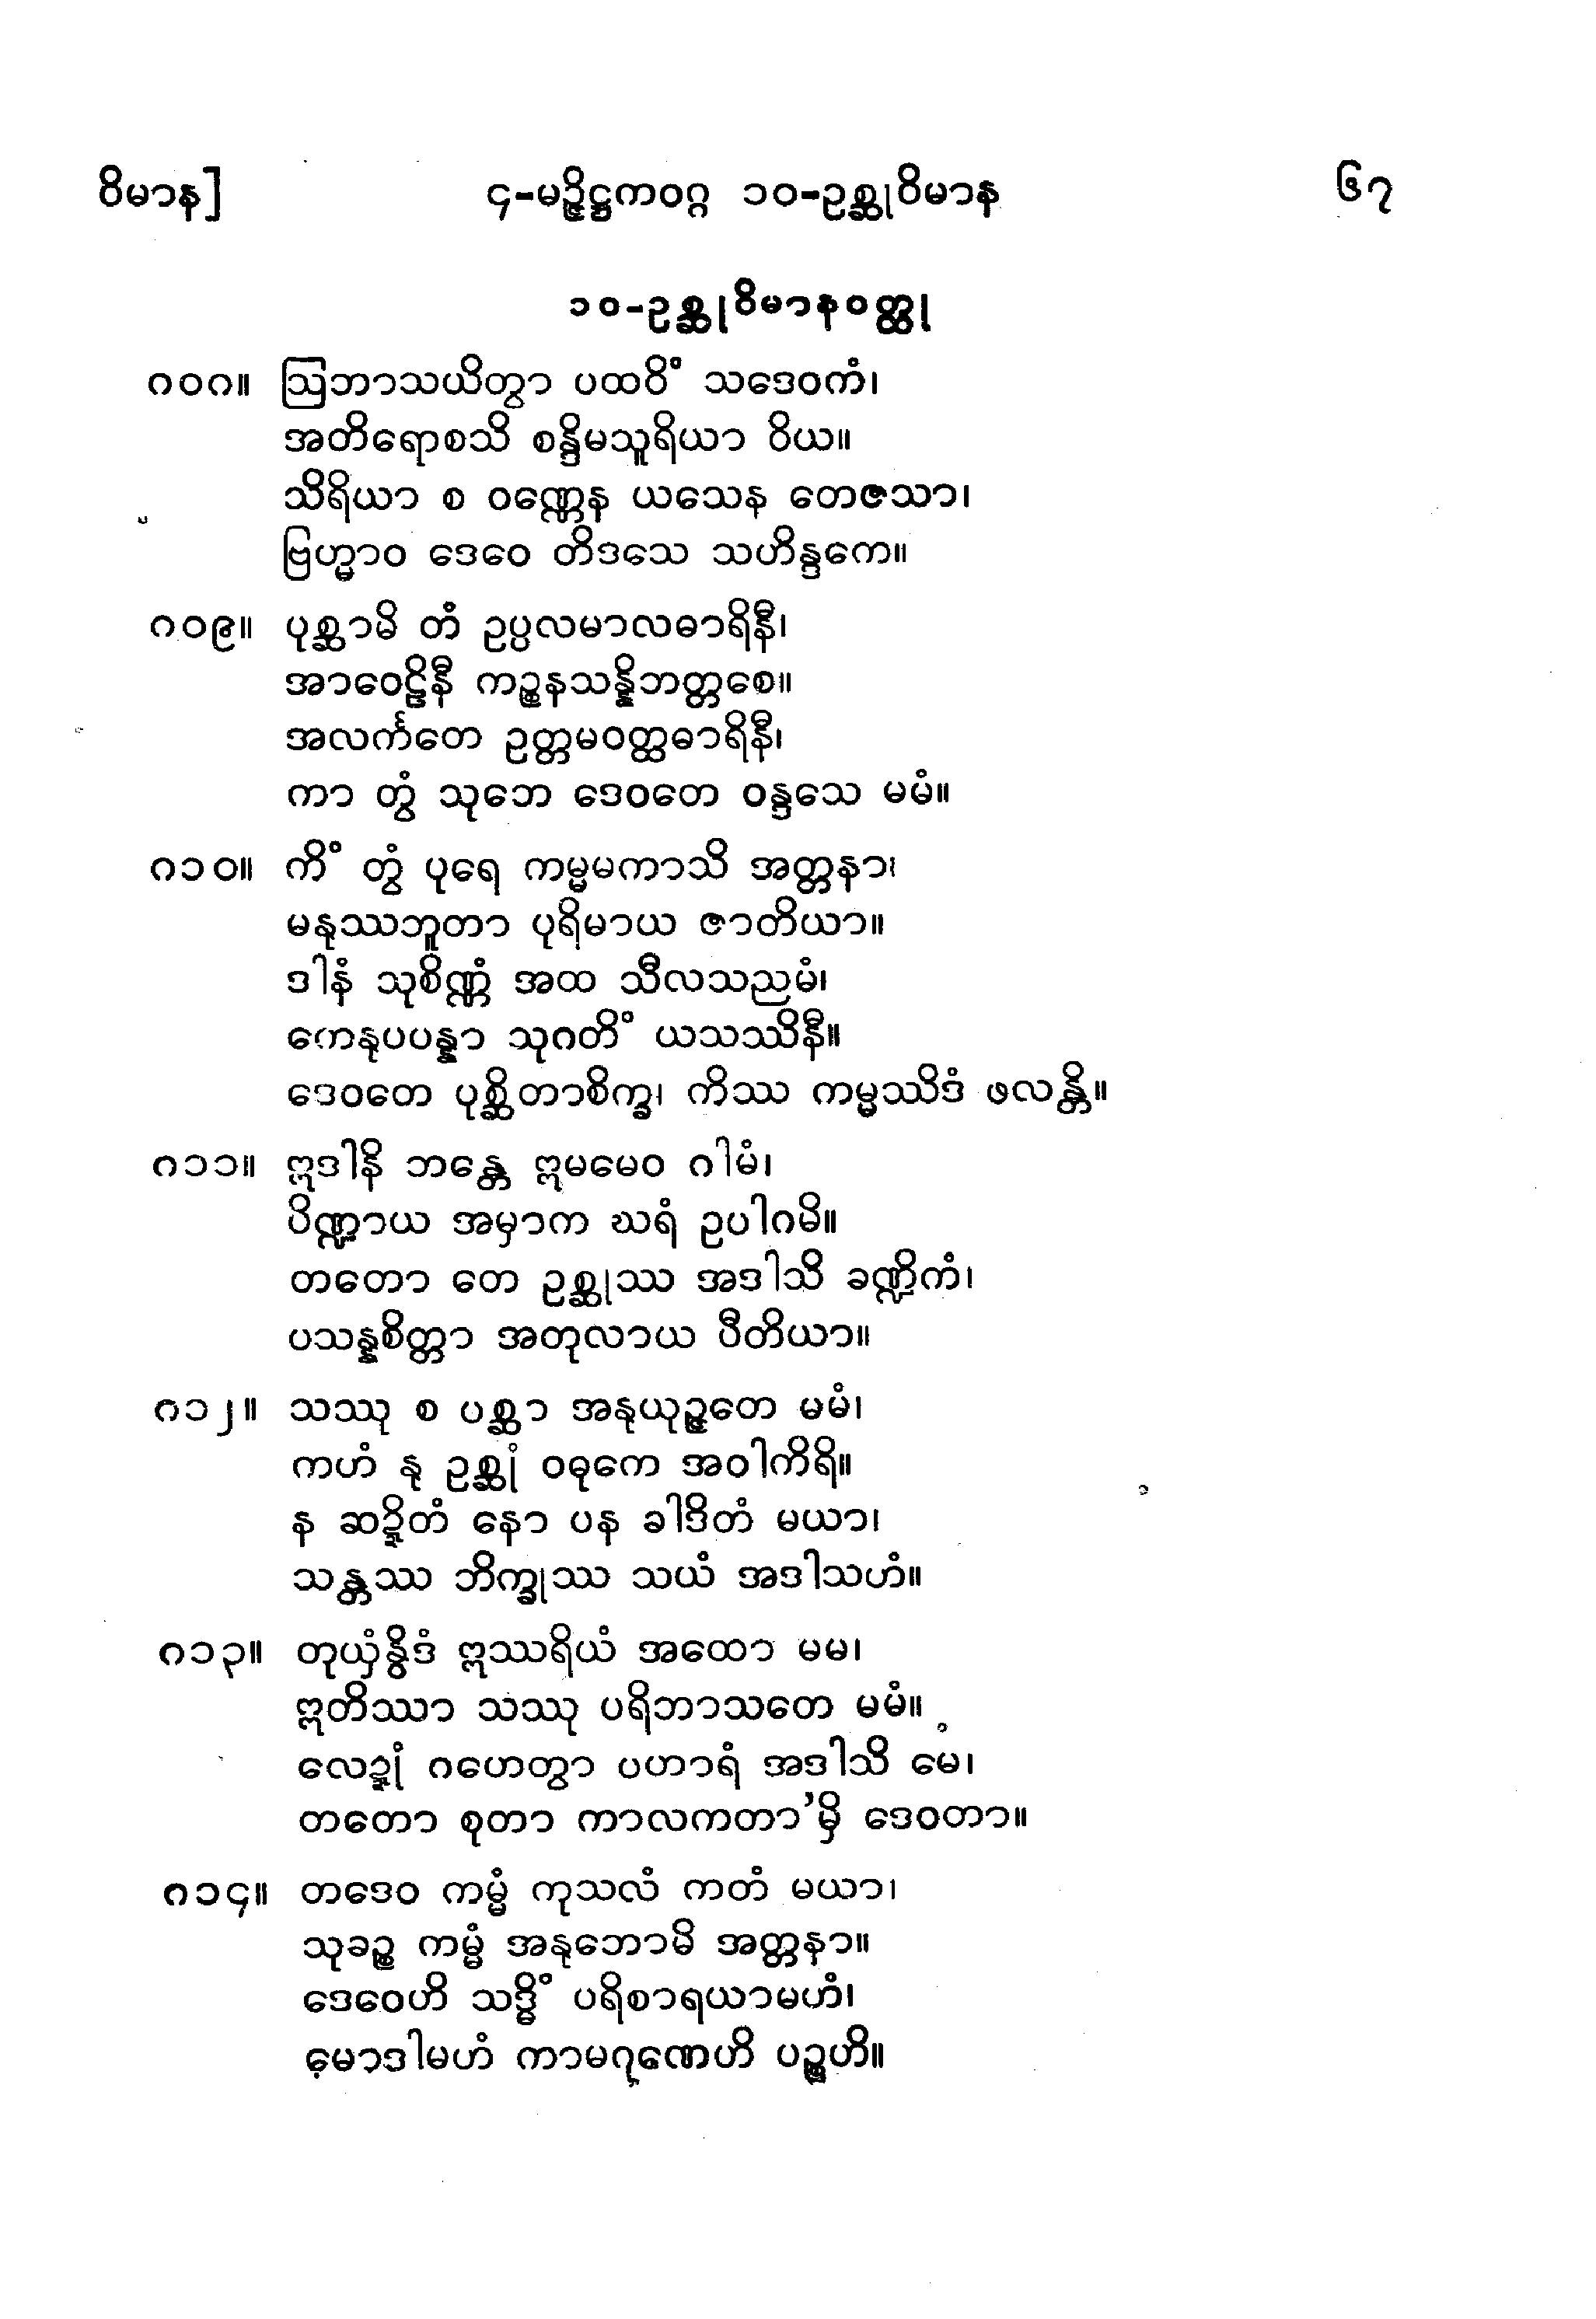 ဝိမာန] ၄-မဉ္ဇိဋ္ဌကဝဂ္ဂ ၁၀-ဥစ္ဆုဝိမာန ၆၇
၁၀-ဥစ္ဆုဝိမာနဝတ္ထု
ဂ၀ဂ။ ဩဘာသယိတွာ ပထဝိံ သဒေဝကံ၊
အတိရောစသိ စန္ဒိမသူရိယာ ဝိယ။
သိရိယာ စ ဝဏ္ဏေန ယသေန တေဇသာ၊
ဗြဟ္မာဝ ဒေဝေ တိဒသေ သဟိန္ဒကေ။
ဂ၀၉။ ပုစ္ဆာမိ တံ ဥပ္ပလမာလဓာရိနီ၊
အာဝေဠိနီ ကဉ္စနသန္နိဘတ္တစေ။
အလင်္ကတေ ဥတ္တမဝတ္ထဓာရိနီ၊
ကာ တွံ သုဘေ ဒေဝတေ ဝန္ဒသေ မမံ။
ဂ၁၀။ ကိံ တွံ ပုရေ ကမ္မမကာသိ အတ္တနာ၊
မနုဿဘူတာ ပုရိမာယ ဇာတိယာ။
ဒါနံ သုစိဏ္ဏံ အထ သီလသညမံ၊
ကေနုပပန္နာ သုဂတိံ ယသဿိနီ။
ဒေဝတေ ပုစ္ဆိတာစိက္ခ၊ ကိဿ ကမ္မဿိဒံ ဖလန္တိ။
ဂ၁၁။ ဣဒါနိ ဘန္တေ ဣမမေဝ ဂါမံ၊
ပိဏ္ဍာယ အမှာက ဃရံ ဥပါဂမိ။
တတော တေ ဥစ္ဆုဿ အဒါသိ ခဏ္ဍိကံ၊
ပသန္နစိတ္တာ အတုလာယ ပီတိယာ။
ဂ၁၂။ သဿု စ ပစ္ဆာ အနုယုဉ္ဇတေ မမံ၊
ကဟံ နု ဥစ္ဆုံ ဝဓုကေ အဝါကိရိ။
န ဆဍ္ဍိတံ နော ပန ခါဒိတံ မယာ၊
သန္တဿ ဘိက္ခုဿ သယံ အဒါသဟံ။
ဂ၁၃။ တုယှံနွိဒံ ဣဿရိယံ အထော မမ၊
ဣတိဿာ သဿု ပရိဘာသတေ မမံ။
လေဍ္ဍုံ ဂဟေတွာ ပဟာရံ အဒါသိ မေ၊
တတော စုတာ ကာလကတာ'မှိ ဒေဝတာ။
ဂ၁၄။ တဒေဝ ကမ္မံ ကုသလံ ကတံ မယာ၊
သုခဉ္စ ကမ္မံ အနုဘောမိ အတ္တနာ။
ဒေဝေဟိ သဒ္ဓိံ ပရိစာရယာမဟံ၊
မောဒါမဟံ ကာမဂုဏေဟိ ပဉ္စဟိ။